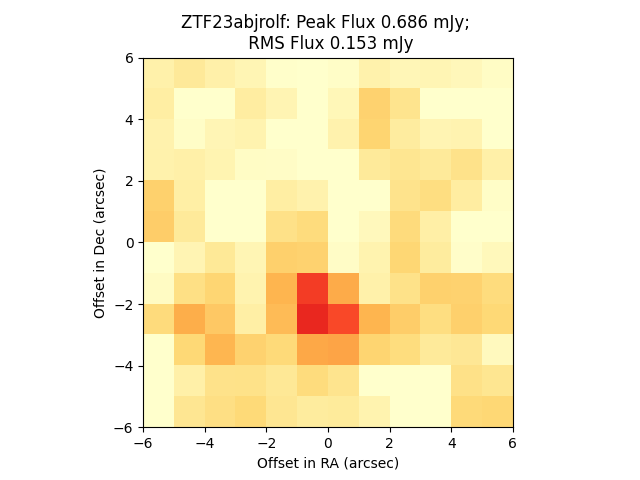 ZTF23abjrolf: Peak Flux 0.686 mJy;
RMS Flux 0.153 mJy
6
4
2
0
−2
−4
−6
Offset in Dec (arcsec)
−6 −4 −2 0 2 4 6
Offset in RA (arcsec)